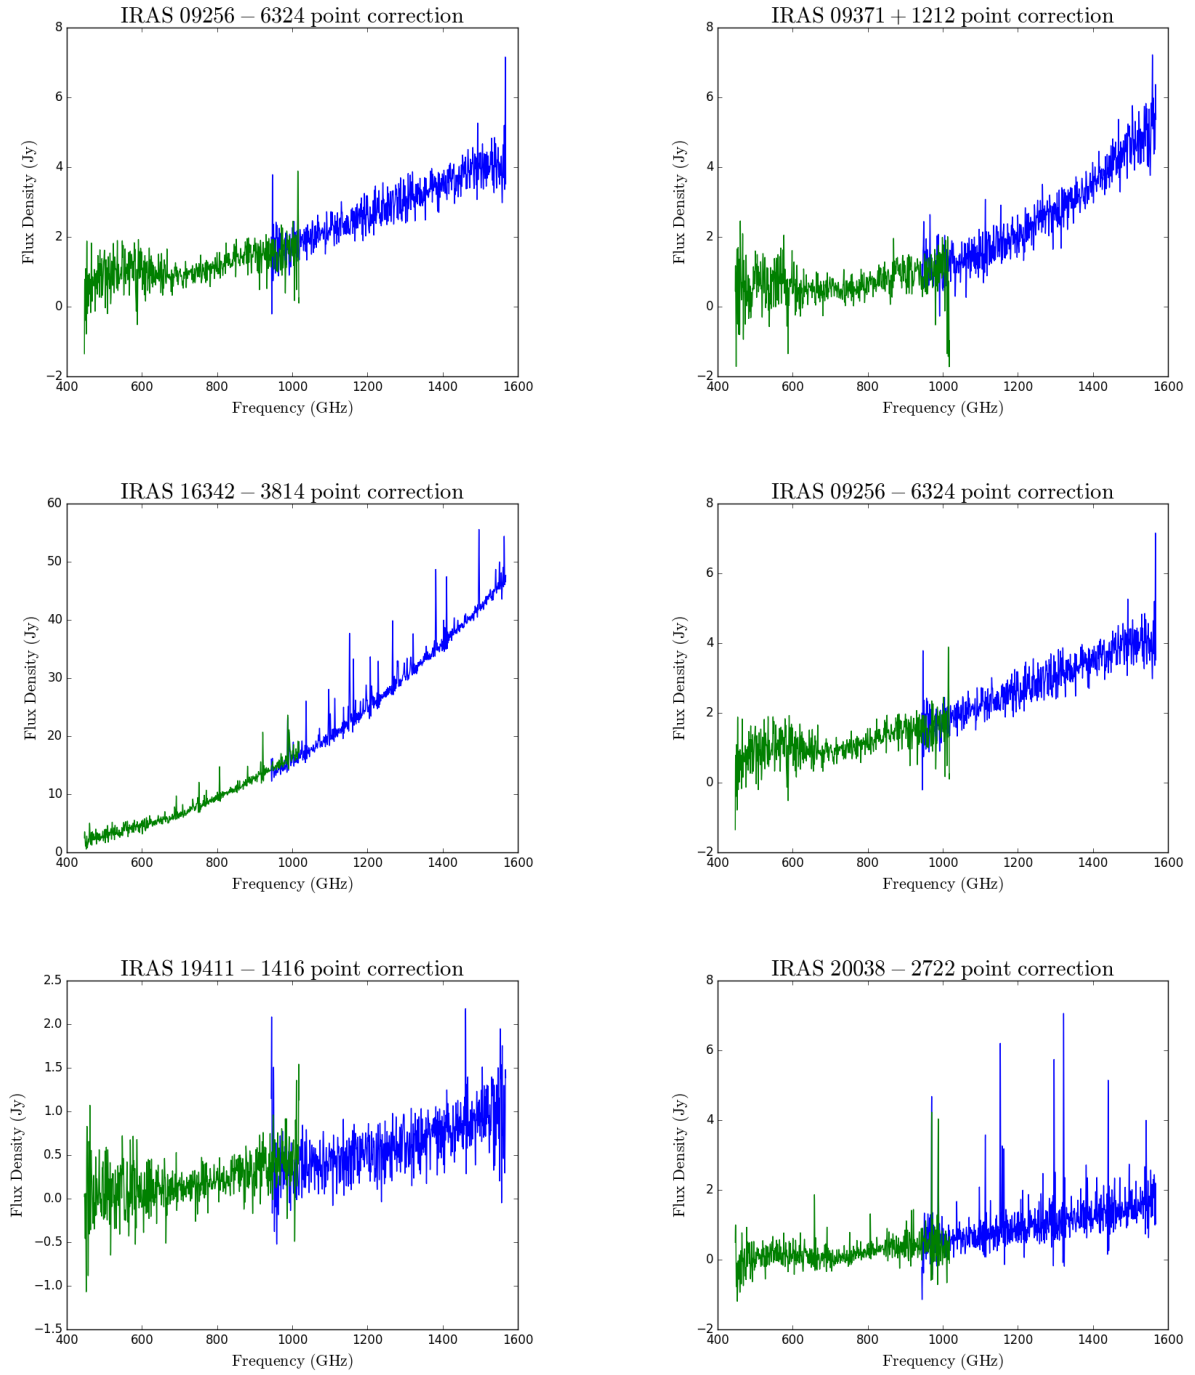 IRAS 09256 − 6324 point correction
8
6
4
2
0
−2
Flux Density (Jy)
400 600 800 1000 1200 1400 1600
Frequency (GHz)
IRAS 09371 + 1212 point correction
8
6
4
2
0
−2
Flux Density (Jy)
400 600 800 1000 1200 1400 1600
Frequency (GHz)
IRAS 16342 − 3814 point correction
60
50
40
30
20
10
0
Flux Density (Jy)
400 600 800 1000 1200 1400 1600
Frequency (GHz)
IRAS 09256 − 6324 point correction
8
6
4
2
0
−2
Flux Density (Jy)
400 600 800 1000 1200 1400 1600
Frequency (GHz)
IRAS 19411 − 1416 point correction
2.5
2.0
1.5
1.0
0.5
0.0
−0.5
−1.0
−1.5
Flux Density (Jy)
400 600 800 1000 1200 1400 1600
Frequency (GHz)
IRAS 20038 − 2722 point correction
8
6
4
2
0
−2
Flux Density (Jy)
400 600 800 1000 1200 1400 1600
Frequency (GHz)